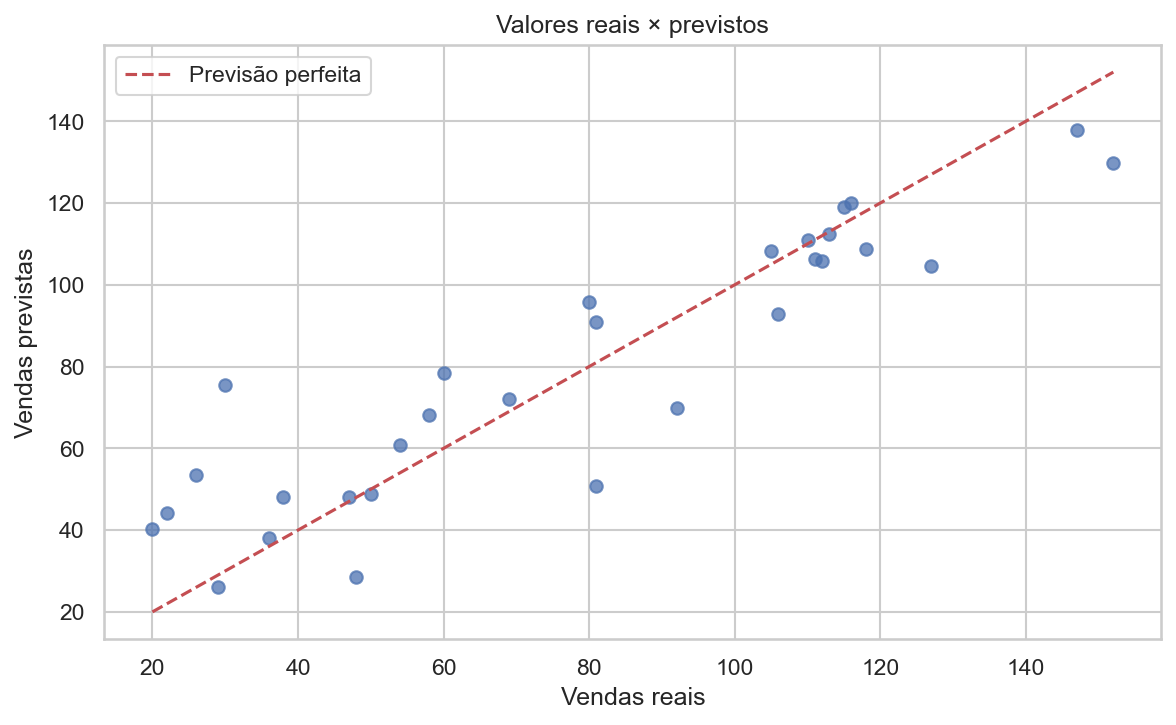 Valores reais × previstos
Previsão perfeita
Vendas previstas
140
120
100
80
60
40
20
20 40 60 80 100 120 140
Vendas reais